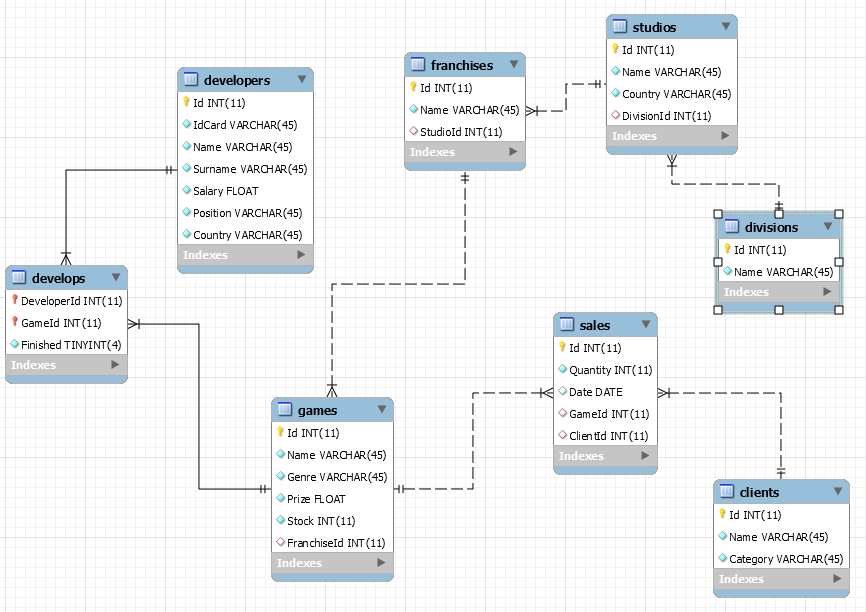 developers
Id INT(11)
IdCard VARCHAR(45)
Name VARCHAR(45)
Surname VARCHAR(45)
Salary FLOAT
Position VARCHAR(45)
Country VARCHAR(45)
Indexes
franchises
Id INT(11)
Name VARCHAR(45)
StudioId INT(11)
Indexes
studios
Id INT(11)
Name VARCHAR(45)
Country VARCHAR(45)
DivisionId INT(11)
Indexes
divisions
Id INT(11)
Name VARCHAR(45)
Indexes
develops
DeveloperId INT(11)
GameId INT(11)
Finished TINYINT(4)
Indexes
games
Id INT(11)
Name VARCHAR(45)
Genre VARCHAR(45)
Prize FLOAT
Stock INT(11)
FranchiseId INT(11)
Indexes
sales
Id INT(11)
Quantity INT(11)
Date DATE
GameId INT(11)
ClientId INT(11)
Indexes
clients
Id INT(11)
Name VARCHAR(45)
Category VARCHAR(45)
Indexes